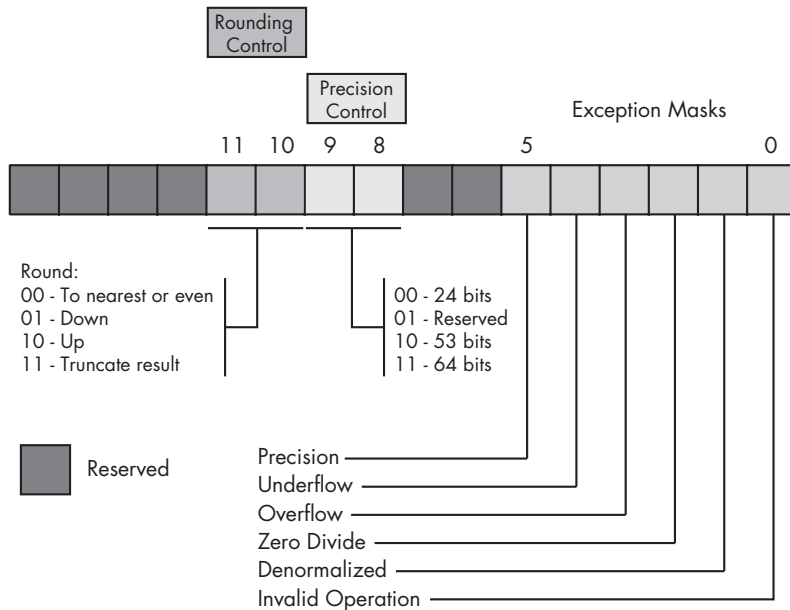 Rounding
Control
Precision
Control
Exception Masks
11 10 9 8 5 0
Round:
00 - To nearest or even
01 - Down
10 - Up
11 - Truncate result
00 - 24 bits
01 - Reserved
10 - 53 bits
11 - 64 bits
Reserved
Precision
Underflow
Overflow
Zero Divide
Denormalized
Invalid Operation